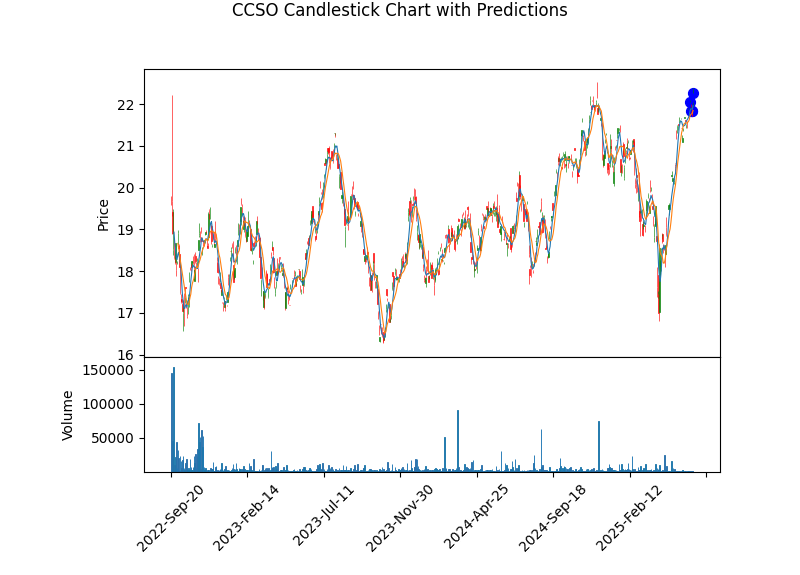 CCSO Candlestick Chart with Predictions
Price
22
21
20
19
18
17
16
Volume
150000
100000
50000
2022-Sep-20
2023-Feb-14
2023-Jul-11
2023-Nov-30
2024-Apr-25
2024-Sep-18
2025-Feb-12